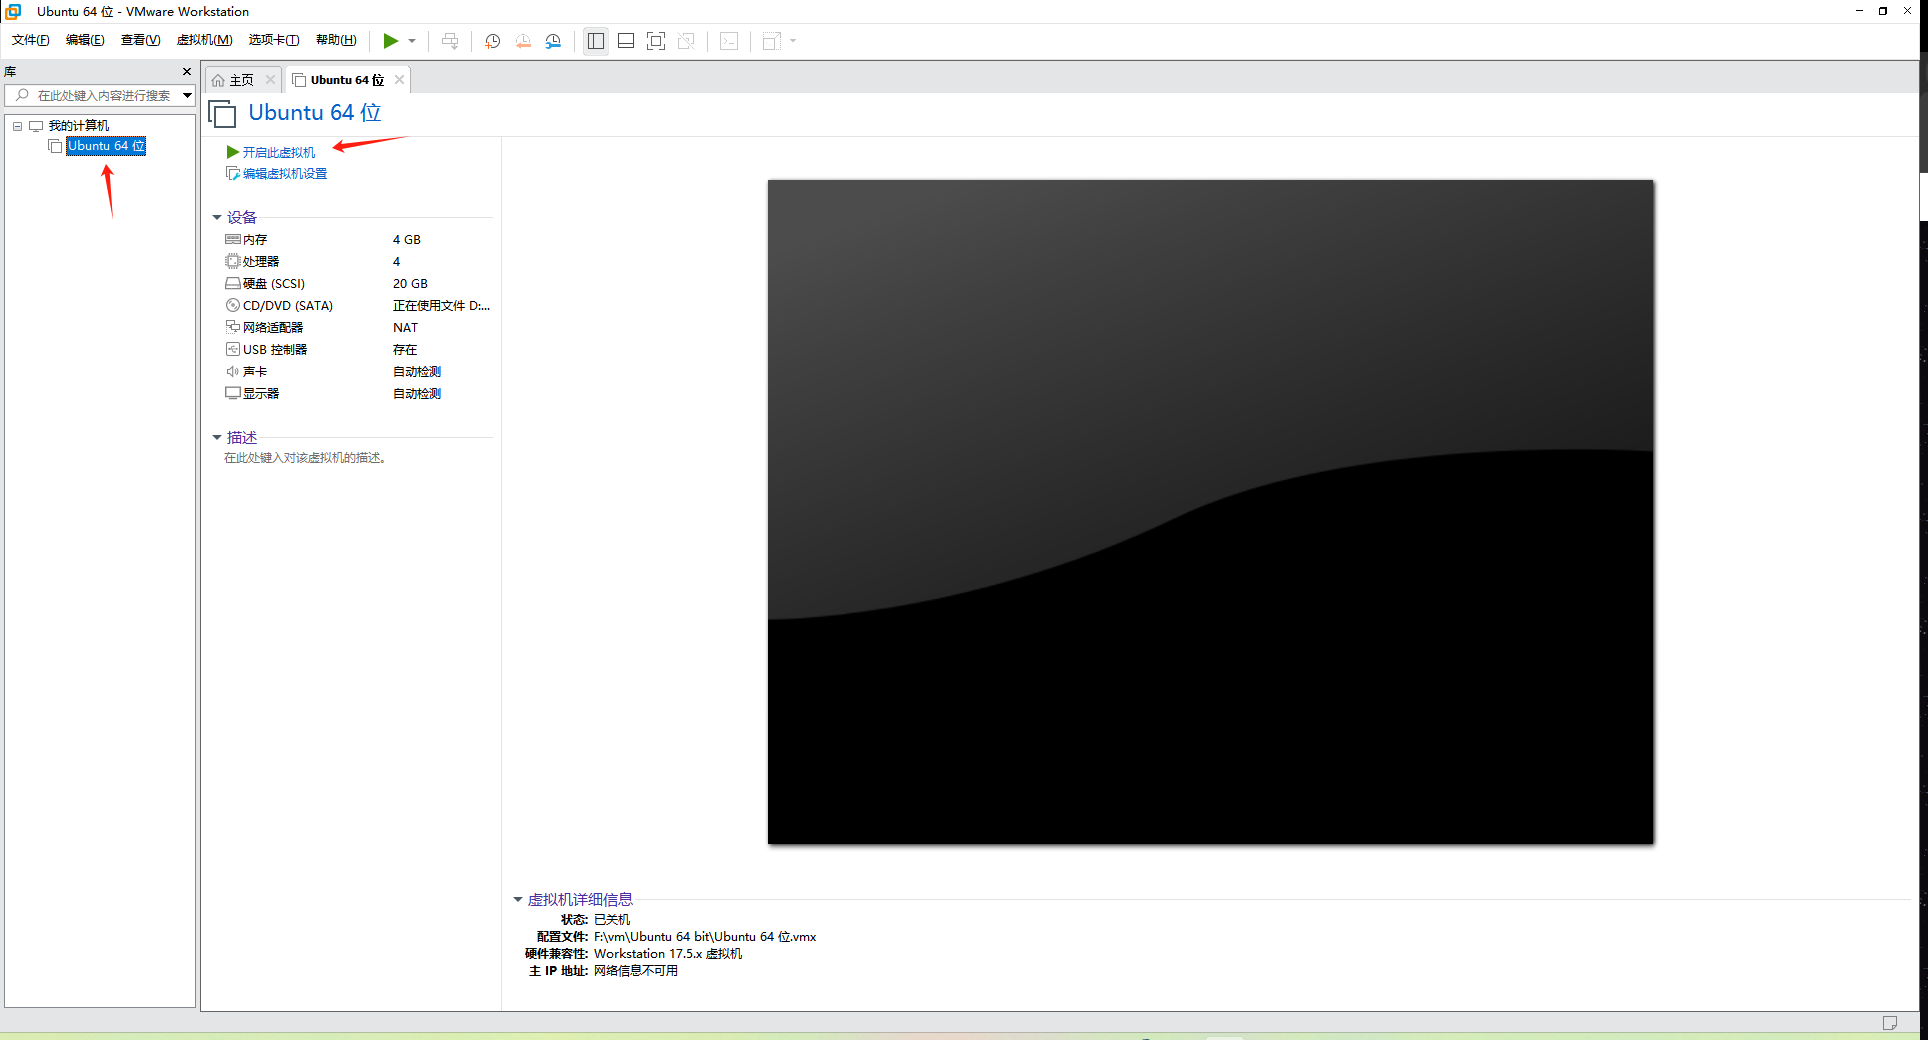 Ubuntu 64 位 - VMware Workstation
文件(F) 编辑(E) 查看(V) 虚拟机(M) 选项卡(T) 帮助(H)
库
在此处键入内容进行搜索
我的计算机
Ubuntu 64 位
主页 Ubuntu 64 位
Ubuntu 64 位
开启此虚拟机
编辑虚拟机设置
设备
内存 4 GB
处理器 4
硬盘 (SCSI) 20 GB
CD/DVD (SATA) 正在使用文件 D:...
网络适配器 NAT
USB 控制器 存在
声卡 自动检测
显示器 自动检测
描述
在此处键入对该虚拟机的描述。
虚拟机详细信息
状态: 已关机
配置文件: F:\vm\Ubuntu 64 bit\Ubuntu 64 位.vmx
硬件兼容性: Workstation 17.5.x 虚拟机
主 IP 地址: 网络信息不可用